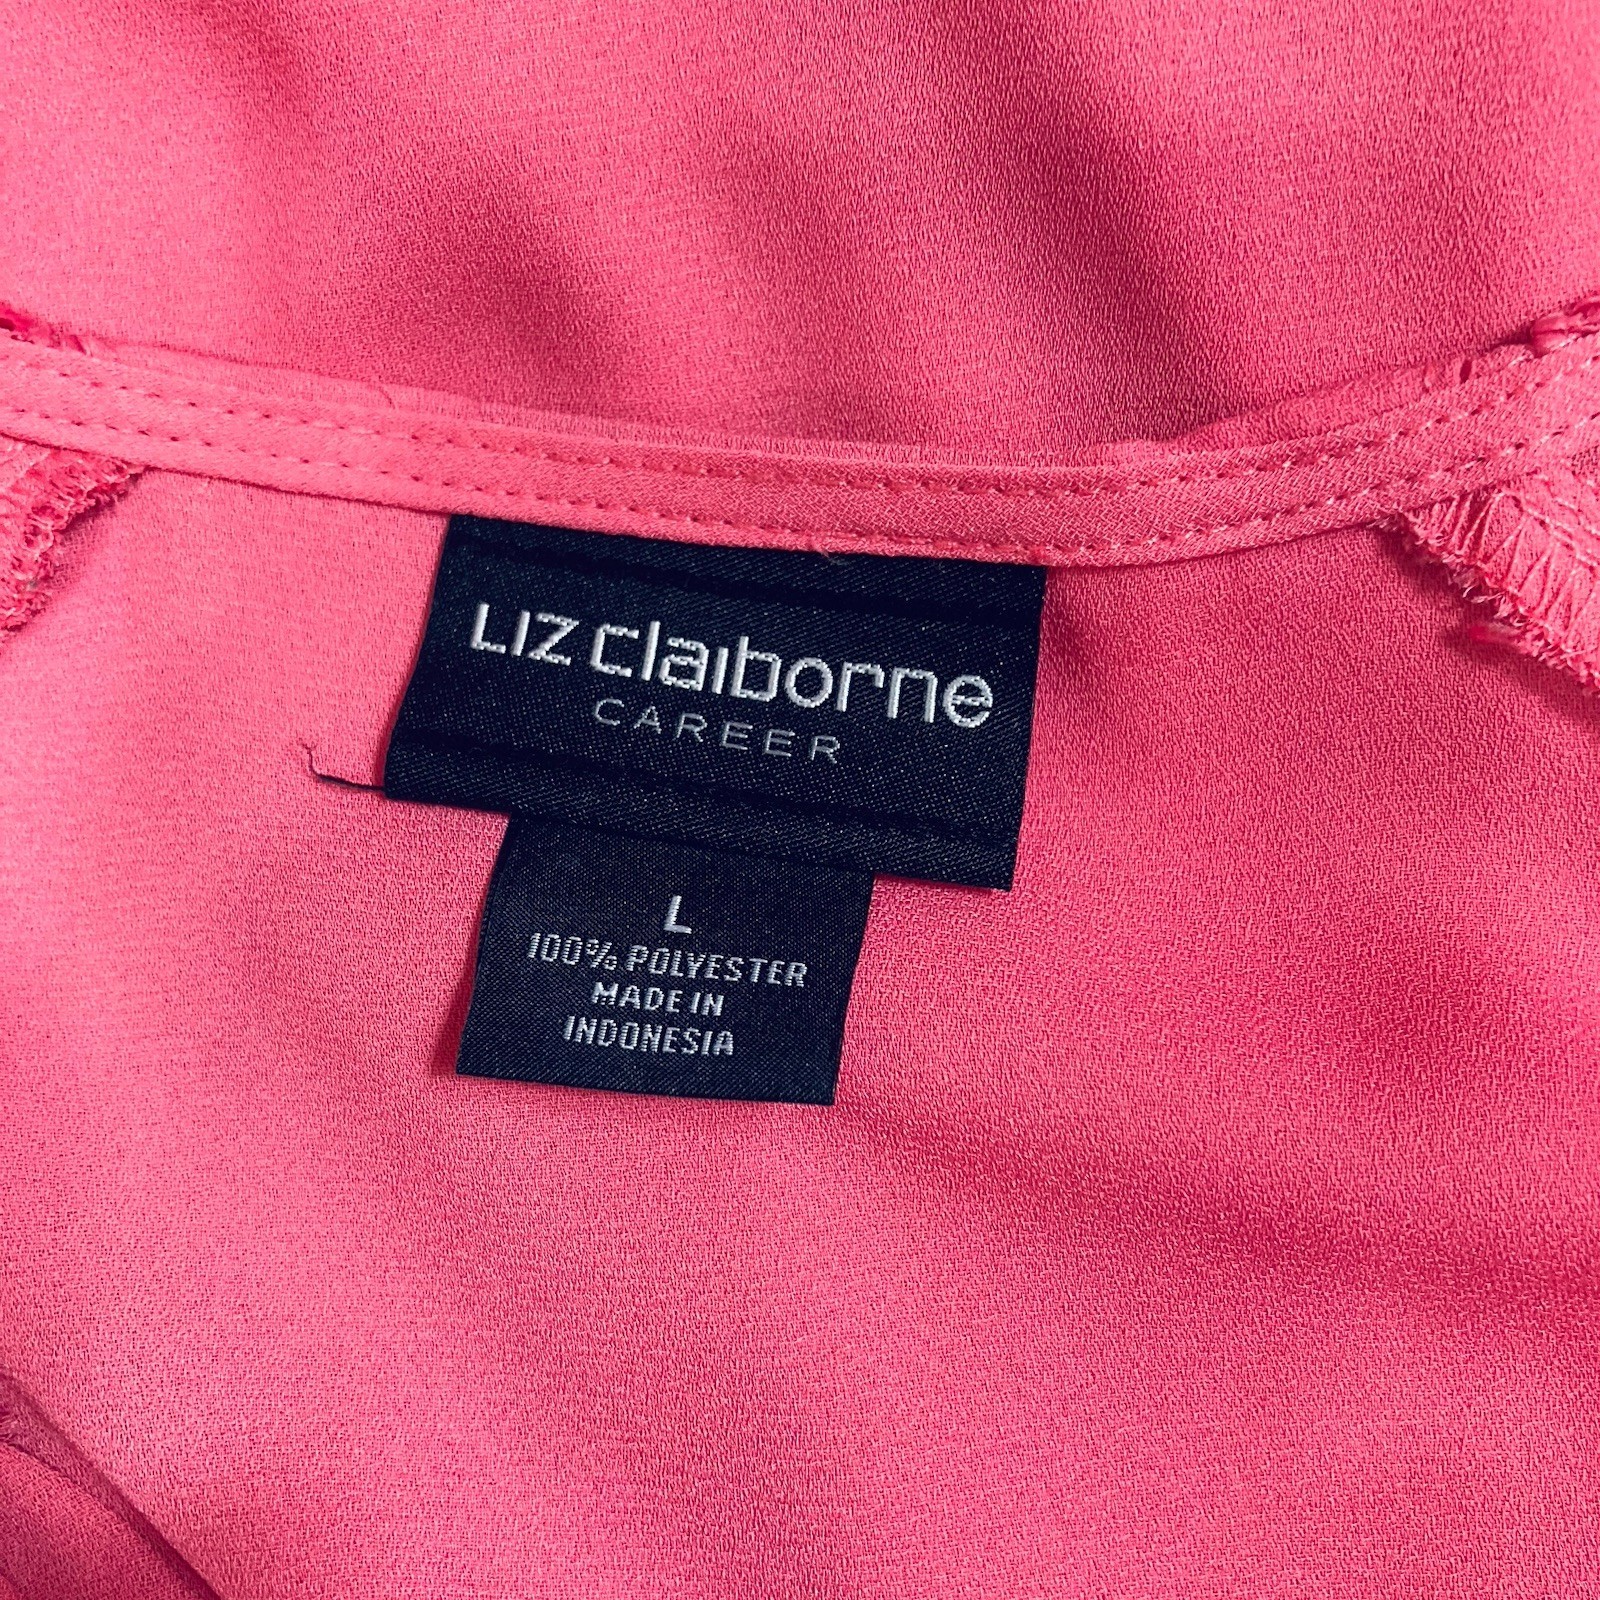 Liz claiborne
CAREER
L
100% POLYESTER
MADE IN
INDONESIA